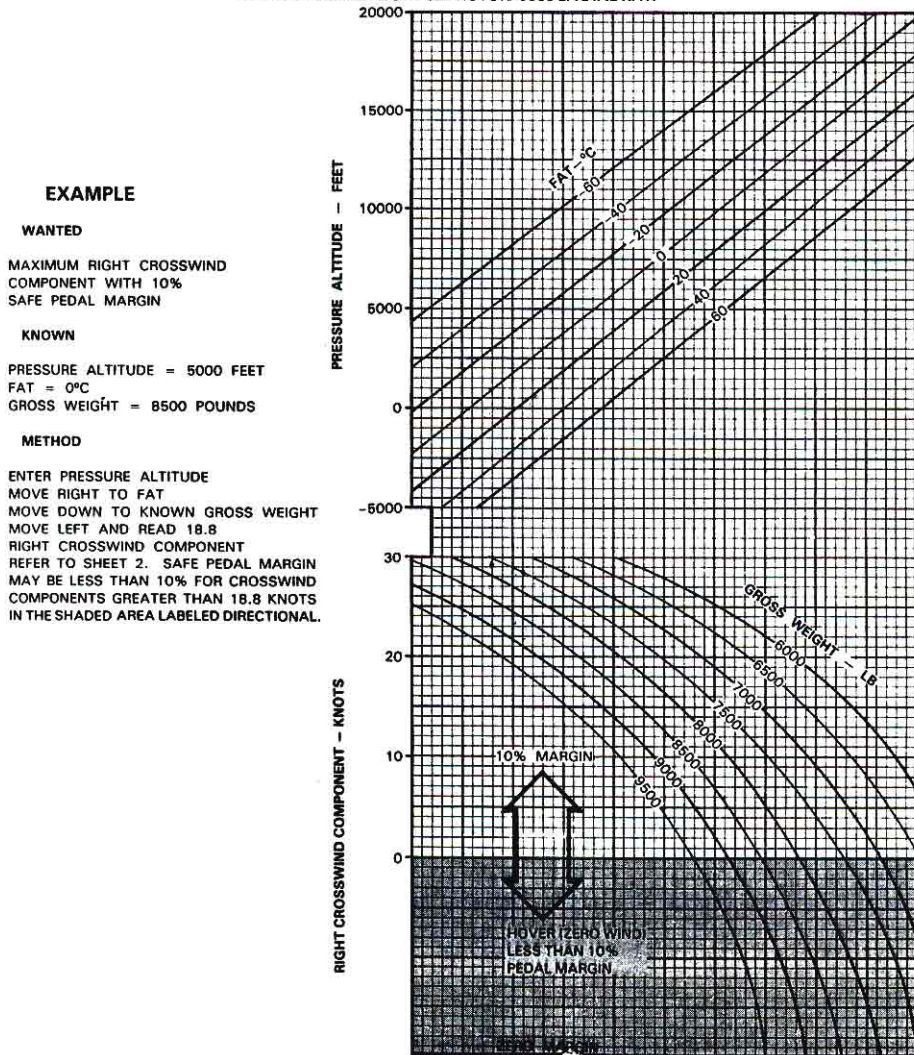 EXAMPLE
WANTED
MAXIMUM RIGHT CROSSWIND
COMPONENT WITH 10%
SAFE PEDAL MARGIN
KNOWN
PRESSURE ALTITUDE = 5000 FEET
FAT = 0°C
GROSS WEIGHT = 8500 POUNDS
METHOD
ENTER PRESSURE ALTITUDE
MOVE RIGHT TO FAT
MOVE DOWN TO KNOWN GROSS WEIGHT
MOVE LEFT AND READ 18.8
RIGHT CROSSWIND COMPONENT
REFER TO SHEET 2. SAFE PEDAL MARGIN
MAY BE LESS THAN 10% FOR CROSSWIND
COMPONENTS GREATER THAN 18.8 KNOTS
IN THE SHADED AREA LABELED DIRECTIONAL.
PRESSURE ALTITUDE – FEET
20000
15000
10000
5000
0
-5000
FAT–°C
-60
-40
-20
0
20
40
60
RIGHT CROSSWIND COMPONENT – KNOTS
30
20
10
0
GROSS WEIGHT – LB
6000
6500
7000
7500
8000
8500
9000
9500
10% MARGIN
HOVER (ZERO WIND)
LESS THAN 10%
PEDAL MARGIN
MARGIN